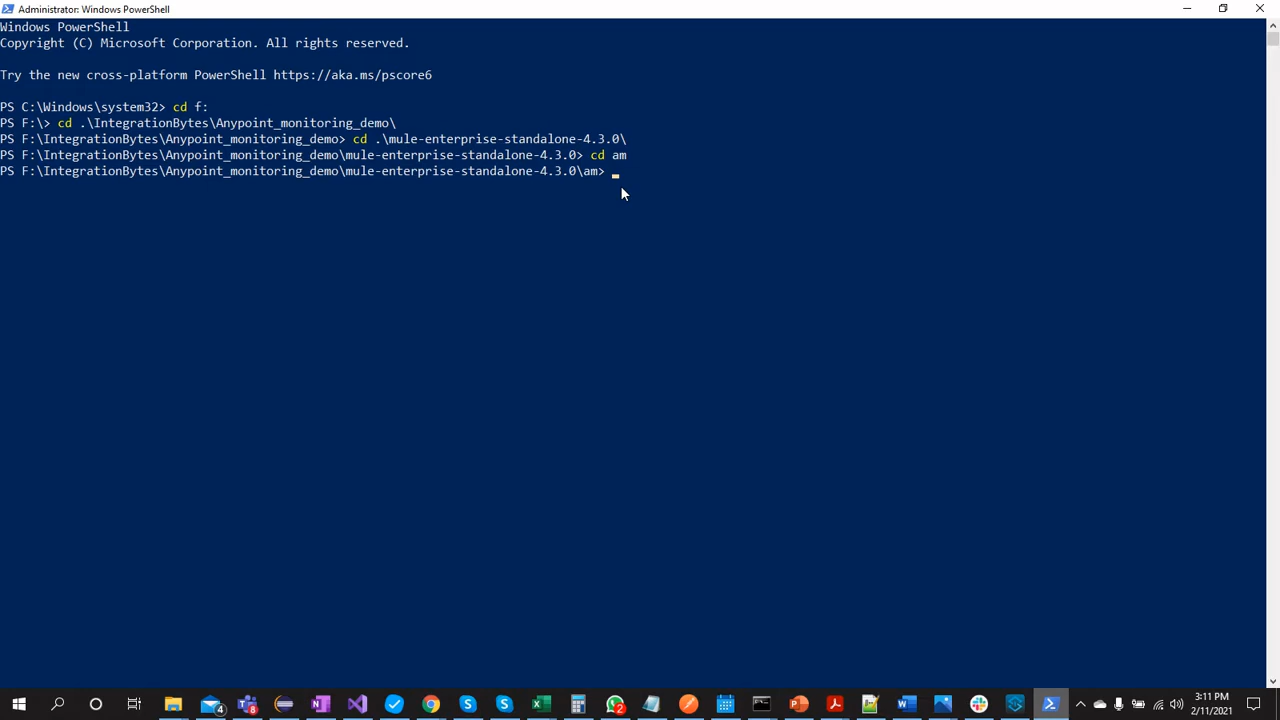 Administrator: Windows PowerShell
Windows PowerShell
Copyright (C) Microsoft Corporation. All rights reserved.
Try the new cross-platform PowerShell https://aka.ms/pscore6
PS C:\Windows\system32> cd f:
PS F:\> cd .\IntegrationBytes\Anypoint_monitoring_demo\
PS F:\IntegrationBytes\Anypoint_monitoring_demo> cd .\mule-enterprise-standalone-4.3.0\
PS F:\IntegrationBytes\Anypoint_monitoring_demo\mule-enterprise-standalone-4.3.0> cd am
PS F:\IntegrationBytes\Anypoint_monitoring_demo\mule-enterprise-standalone-4.3.0\am>
4
8
2
3:11 PM
2/11/2021